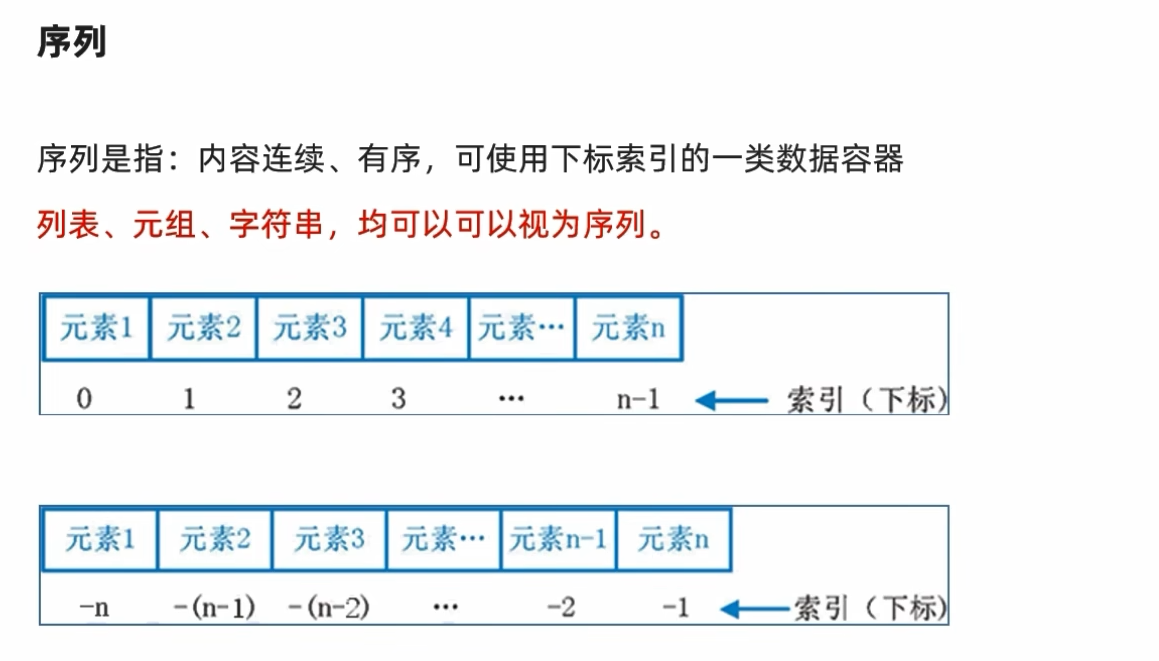 序列
序列是指：内容连续、有序，可使用下标索引的一类数据容器
列表、元组、字符串，均可以可以视为序列。
元素1 元素2 元素3 元素4 元素… 元素n
0 1 2 3 … n-1 索引（下标）
元素1 元素2 元素3 元素… 元素n-1 元素n
-n -(n-1) -(n-2) … -2 -1 索引（下标）